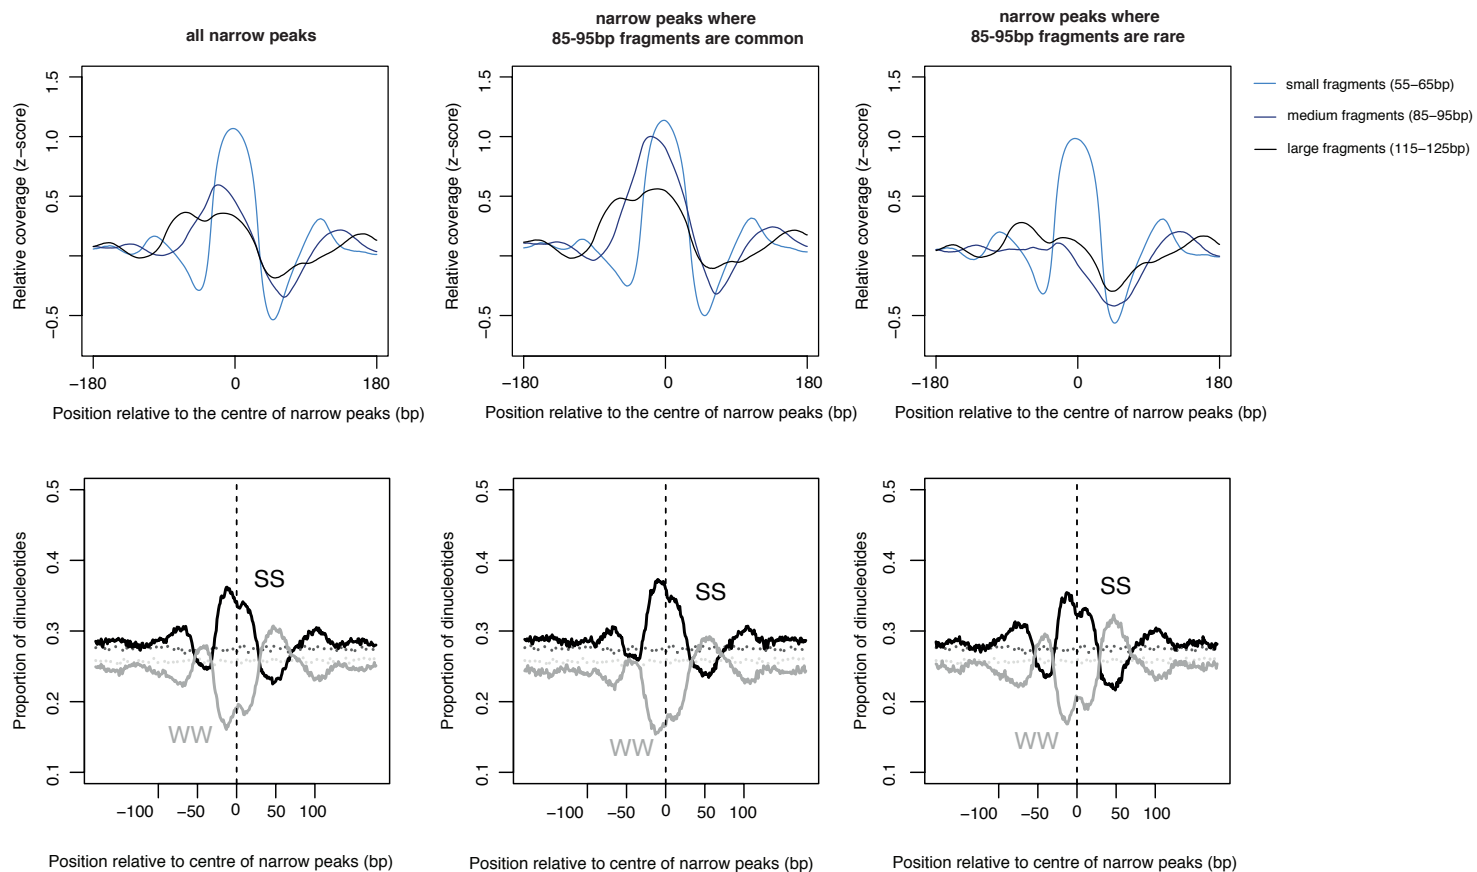 all narrow peaks
narrow peaks where
85-95bp fragments are common
narrow peaks where
85-95bp fragments are rare
Relative coverage (z−score)
1.5
1.0
0.5
−0.5
−180
0
180
Position relative to the centre of narrow peaks (bp)
Relative coverage (z−score)
1.5
1.0
0.5
−0.5
−180
0
180
Position relative to the centre of narrow peaks (bp)
Relative coverage (z−score)
1.5
1.0
0.5
−0.5
−180
0
180
Position relative to the centre of narrow peaks (bp)
small fragments (55−65bp)
medium fragments (85−95bp)
large fragments (115−125bp)
Proportion of dinucleotides
0.5
0.4
0.3
0.2
0.1
SS
WW
−100
−50
0
50
100
Position relative to centre of narrow peaks (bp)
Proportion of dinucleotides
0.5
0.4
0.3
0.2
0.1
SS
WW
−100
−50
0
50
100
Position relative to centre of narrow peaks (bp)
Proportion of dinucleotides
0.5
0.4
0.3
0.2
0.1
SS
WW
−100
−50
0
50
100
Position relative to centre of narrow peaks (bp)